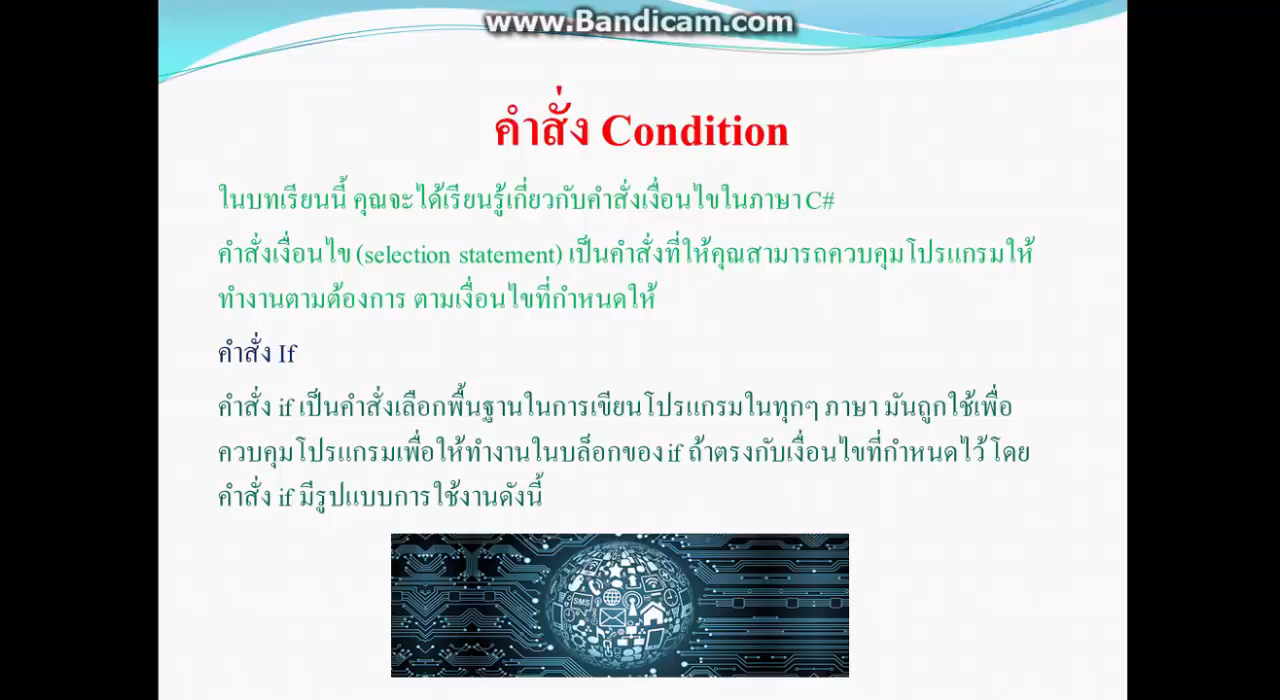 www.Bandicam.com
คำสั่ง Condition
ในบทเรียนนี้ คุณจะได้เรียนรู้เกี่ยวกับคำสั่งเงื่อนไขในภาษา C#
คำสั่งเงื่อนไข (selection statement) เป็นคำสั่งที่ให้คุณสามารถควบคุมโปรแกรมให้
ทำงานตามต้องการ ตามเงื่อนไขที่กำหนดให้
คำสั่ง If
คำสั่ง if เป็นคำสั่งเลือกพื้นฐานในการเขียนโปรแกรมในทุกๆ ภาษา มันถูกใช้เพื่อ
ควบคุมโปรแกรมเพื่อให้ทำงานในบล็อกของ if ถ้าตรงกับเงื่อนไขที่กำหนดไว้ โดย
คำสั่ง if มีรูปแบบการใช้งานดังนี้
SMS